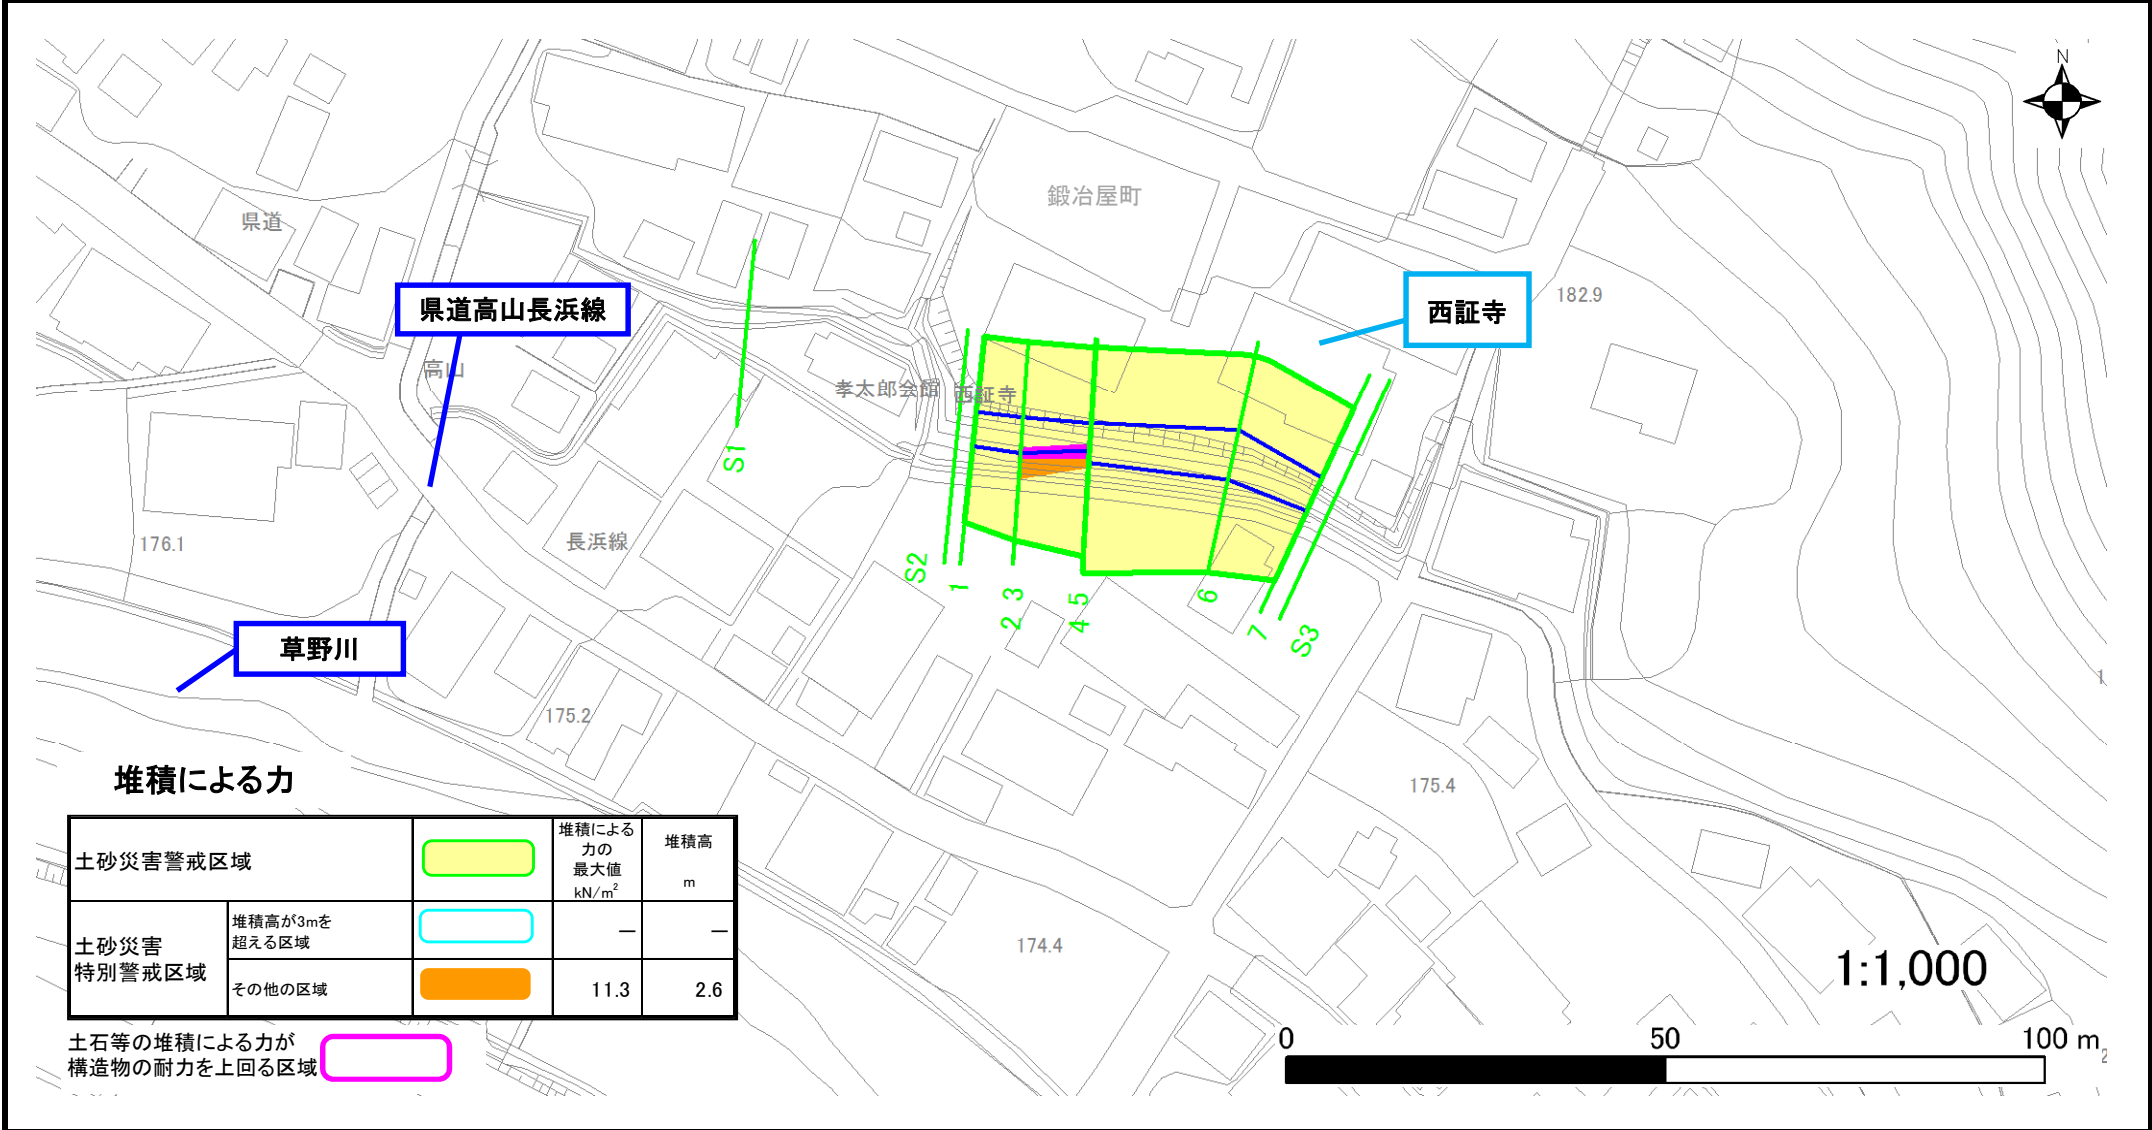 N
鍛冶屋町
県道
県道高山長浜線
西証寺
182.9
高山
孝太郎会館
西証寺
S1
176.1
長浜線
S2
1
2 3
4 5
6
7
S3
草野川
175.2
175.4
174.4
堆積による力
土砂災害警戒区域
堆積による
力の
最大値
kN/m²
堆積高
m
土砂災害
特別警戒区域
堆積高が3mを
超える区域
―
―
その他の区域
11.3
2.6
土石等の堆積による力が
構造物の耐力を上回る区域
1:1,000
0 50 100 m